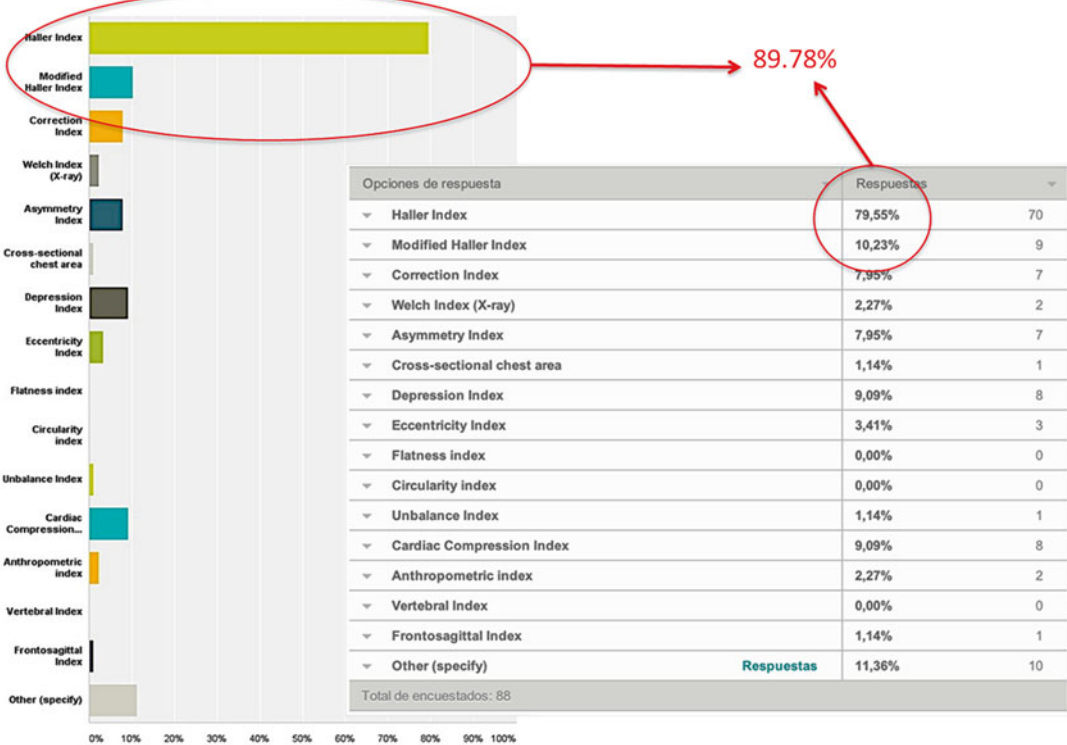 Haller Index
Modified
Haller Index
Correction
Index
Welch Index
(X-ray)
Asymmetry
Index
Cross-sectional
chest area
Depression
Index
Eccentricity
Index
Flatness index
Circularity
index
Unbalance Index
Cardiac
Compression...
Anthropometric
index
Vertebral Index
Frontosagittal
Index
Other (specify)
0% 10% 20% 30% 40% 50% 60% 70% 80% 90% 100%
89.78%
Opciones de respuesta Respuestas
Haller Index 79,55% 70
Modified Haller Index 10,23% 9
Correction Index 7,95% 7
Welch Index (X-ray) 2,27% 2
Asymmetry Index 7,95% 7
Cross-sectional chest area 1,14% 1
Depression Index 9,09% 8
Eccentricity Index 3,41% 3
Flatness index 0,00% 0
Circularity index 0,00% 0
Unbalance Index 1,14% 1
Cardiac Compression Index 9,09% 8
Anthropometric index 2,27% 2
Vertebral Index 0,00% 0
Frontosagittal Index 1,14% 1
Other (specify) Respuestas 11,36% 10
Total de encuestados: 88